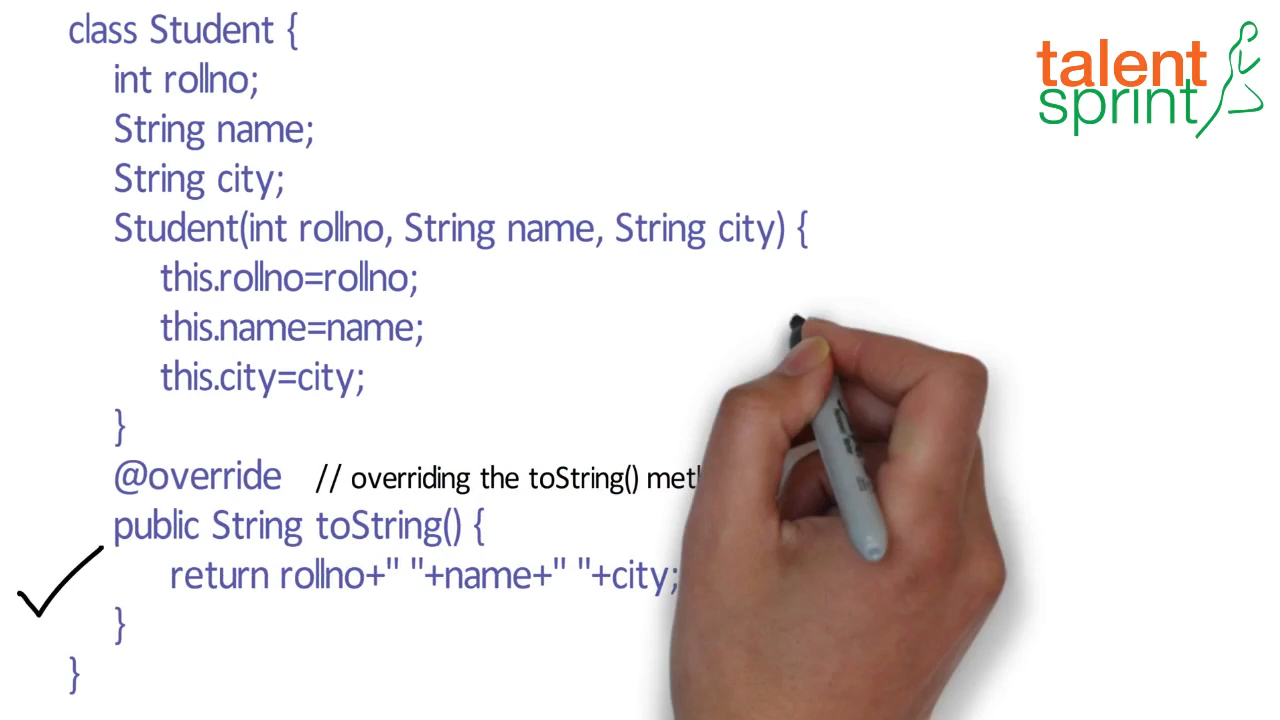 class Student {
int rollno;
String name;
String city;
Student(int rollno, String name, String city) {
this.rollno=rollno;
this.name=name;
this.city=city;
}
@override // overriding the toString()
public String toString() {
return rollno+" "+name+" "+city;
}
}
talent
sprint